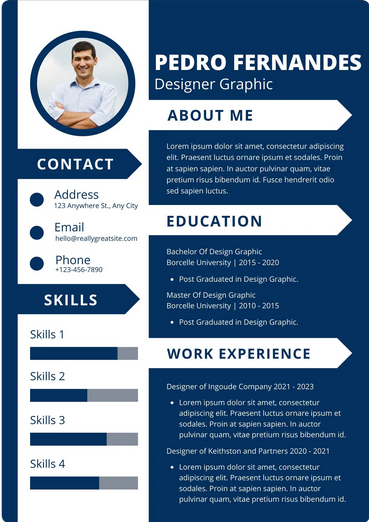 PEDRO FERNANDES
Designer Graphic
CONTACT
Address
123 Anywhere St., Any City
Email
hello@reallygreatsite.com
Phone
+123-456-7890
SKILLS
Skills 1
Skills 2
Skills 3
Skills 4
ABOUT ME
Lorem ipsum dolor sit amet, consectetur adipiscing
elit. Praesent luctus ornare ipsum et sodales. Proin
at sapien sapien. In auctor pulvinar quam, vitae
pretium risus bibendum id. Fusce hendrerit odio
sed sapien luctus.
EDUCATION
Bachelor Of Design Graphic
Borcelle University | 2015 - 2020
• Post Graduated in Design Graphic.
Master Of Design Graphic
Borcelle University | 2010 - 2015
• Post Graduated in Design Graphic.
WORK EXPERIENCE
Designer of Ingoude Company 2021 - 2023
• Lorem ipsum dolor sit amet, consectetur
adipiscing elit. Praesent luctus ornare ipsum et
sodales. Proin at sapien sapien. In auctor
pulvinar quam, vitae pretium risus bibendum id.
Designer of Keithston and Partners 2020 - 2021
• Lorem ipsum dolor sit amet, consectetur
adipiscing elit. Praesent luctus ornare ipsum et
sodales. Proin at sapien sapien. In auctor
pulvinar quam, vitae pretium risus bibendum id.